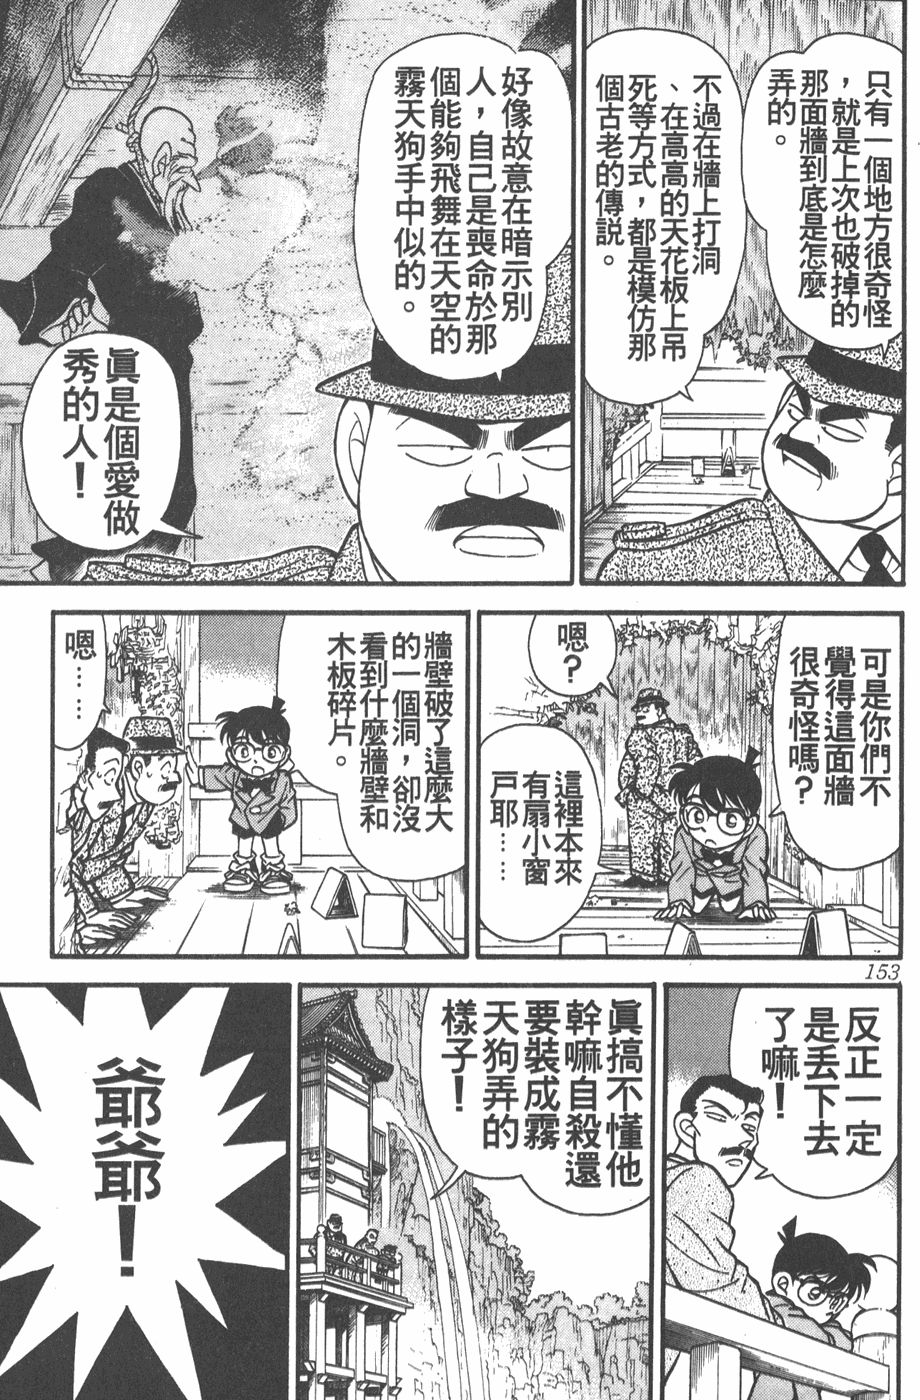 只有一個地方很奇怪
，就是上次也破掉的
那面牆到底是怎麼
弄的。
不過在牆上打洞
、在高高的天花板上吊
死等方式，都是模仿那
個古老的傳說。
好像故意在暗示別
人，自己是喪命於那
個能夠飛舞在天空的
霧天狗手中似的。
眞是個愛做
秀的人！
可是你們不
覺得這面牆
很奇怪嗎？
嗯？
這裡本來
有扇小窗
戶耶……
牆壁破了這麼大
的一個洞，卻沒
看到什麼牆壁和
木板碎片。
嗯……
153
反正一定
是丟下去
了嘛！
眞搞不懂他
幹嘛自殺還
要裝成霧
天狗弄的
樣子！
爺爺！